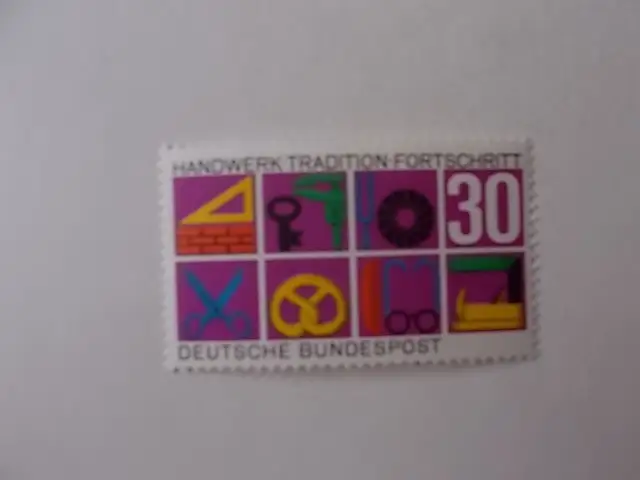 HANDWERK·TRADITION·FORTSCHRITT
30
DEUTSCHE BUNDESPOST